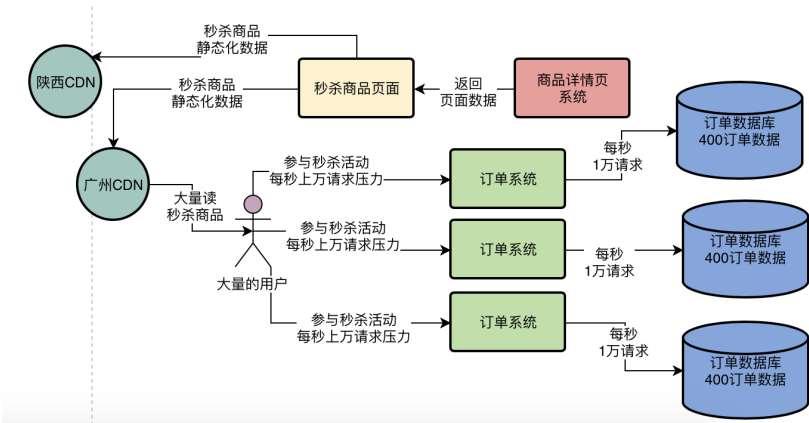 秒杀商品
静态化数据
陕西CDN
秒杀商品
静态化数据
秒杀商品页面
返回
页面数据
商品详情页
系统
订单数据库
400订单数据
广州CDN
大量读
秒杀商品
参与秒杀活动
每秒上万请求压力
订单系统
每秒
1万请求
参与秒杀活动
每秒上万请求压力
订单系统
每秒
1万请求
订单数据库
400订单数据
大量的用户
参与秒杀活动
每秒上万请求压力
订单系统
每秒
1万请求
订单数据库
400订单数据